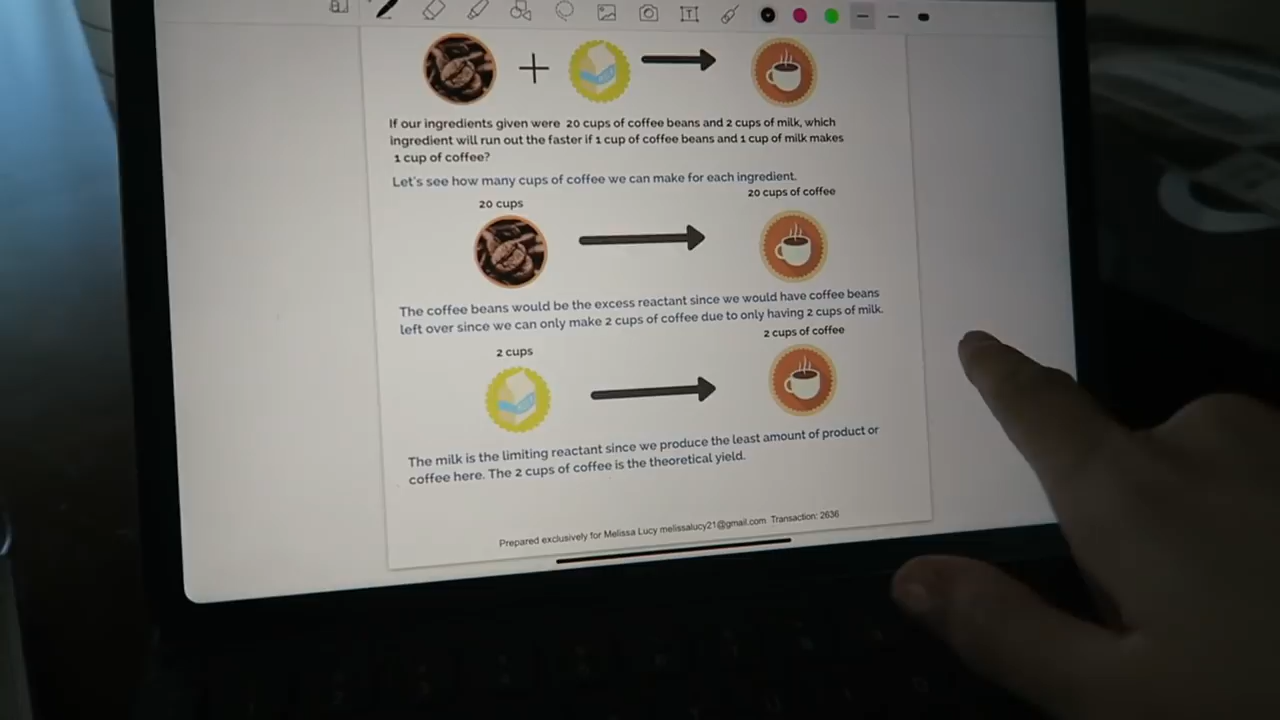 If our ingredients given were 20 cups of coffee beans and 2 cups of milk, which
ingredient will run out the faster if 1 cup of coffee beans and 1 cup of milk makes
1 cup of coffee?
Let's see how many cups of coffee we can make for each ingredient.
20 cups
20 cups of coffee
The coffee beans would be the excess reactant since we would have coffee beans
left over since we can only make 2 cups of coffee due to only having 2 cups of milk.
2 cups
2 cups of coffee
The milk is the limiting reactant since we produce the least amount of product or
coffee here. The 2 cups of coffee is the theoretical yield.
Prepared exclusively for Melissa Lucy melissalucy21@gmail.com Transaction: 2636